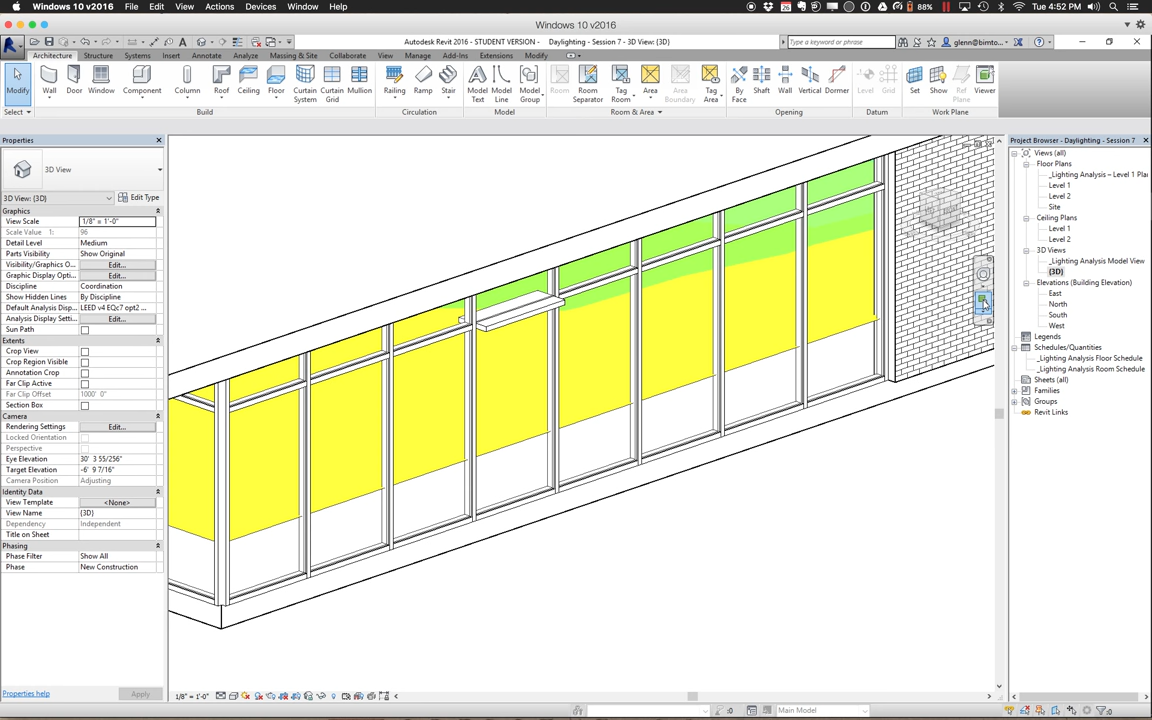 Windows 10 v2016 File Edit View Actions Devices Window Help 26 88% Tue 4:52 PM
Windows 10 v2016
Autodesk Revit 2016 - STUDENT VERSION - Daylighting - Session 7 - 3D View: {3D} Type a keyword or phrase glenn@bimto...
Architecture Structure Systems Insert Annotate Analyze Massing & Site Collaborate View Manage Add-Ins Extensions Modify
Modify Wall Door Window Component Column Roof Ceiling Floor Curtain System Curtain Grid Mullion Railing Ramp Stair Model Text Model Line Model Group Room Room Separator Tag Room Area Area Boundary Tag Area By Face Shaft Wall Vertical Dormer Level Grid Set Show Ref Plane Viewer
Select Build Circulation Model Room & Area Opening Datum Work Plane
Properties
3D View
3D View: {3D} Edit Type
Graphics
View Scale 1/8" = 1'-0"
Scale Value 1: 96
Detail Level Medium
Parts Visibility Show Original
Visibility/Graphics O... Edit...
Graphic Display Opti... Edit...
Discipline Coordination
Show Hidden Lines By Discipline
Default Analysis Disp... LEED v4 EQc7 opt2 ...
Analysis Display Setti... Edit...
Sun Path
Extents
Crop View
Crop Region Visible
Annotation Crop
Far Clip Active
Far Clip Offset 1000' 0"
Section Box
Camera
Rendering Settings Edit...
Locked Orientation
Perspective
Eye Elevation 30' 3 55/256"
Target Elevation -6' 9 7/16"
Camera Position Adjusting
Identity Data
View Template <None>
View Name {3D}
Dependency Independent
Title on Sheet
Phasing
Phase Filter Show All
Phase New Construction
Properties help Apply
Project Browser - Daylighting - Session 7
Views (all)
Floor Plans
_Lighting Analysis – Level 1 Pla
Level 1
Level 2
Site
Ceiling Plans
Level 1
Level 2
3D Views
_Lighting Analysis Model View
{3D}
Elevations (Building Elevation)
East
North
South
West
Legends
Schedules/Quantities
_Lighting Analysis Floor Schedule
_Lighting Analysis Room Schedule
Sheets (all)
Families
Groups
Revit Links
1/8" = 1'-0"
:0 Main Model :0